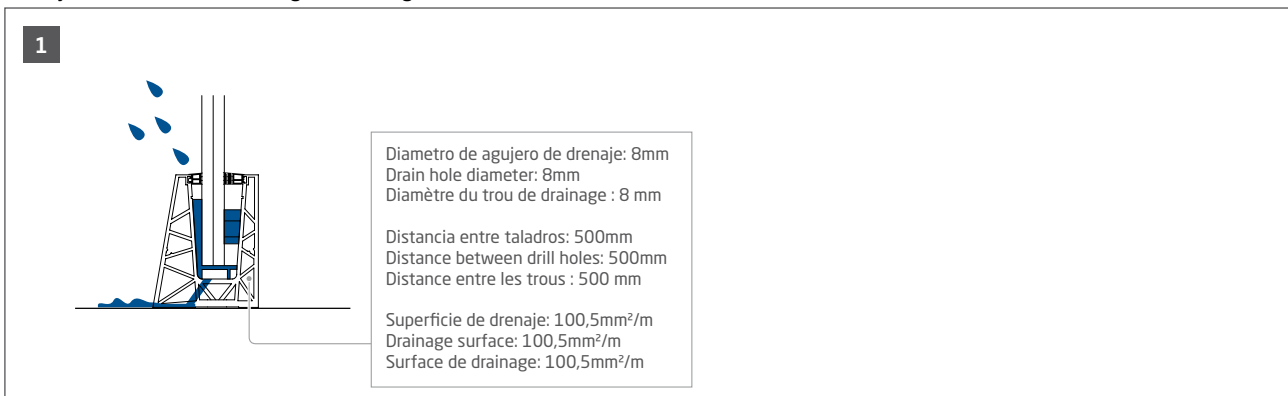 1
Diametro de agujero de drenaje: 8mm
Drain hole diameter: 8mm
Diamètre du trou de drainage : 8 mm
Distancia entre taladros: 500mm
Distance between drill holes: 500mm
Distance entre les trous : 500 mm
Superficie de drenaje: 100,5mm²/m
Drainage surface: 100,5mm²/m
Surface de drainage: 100,5mm²/m